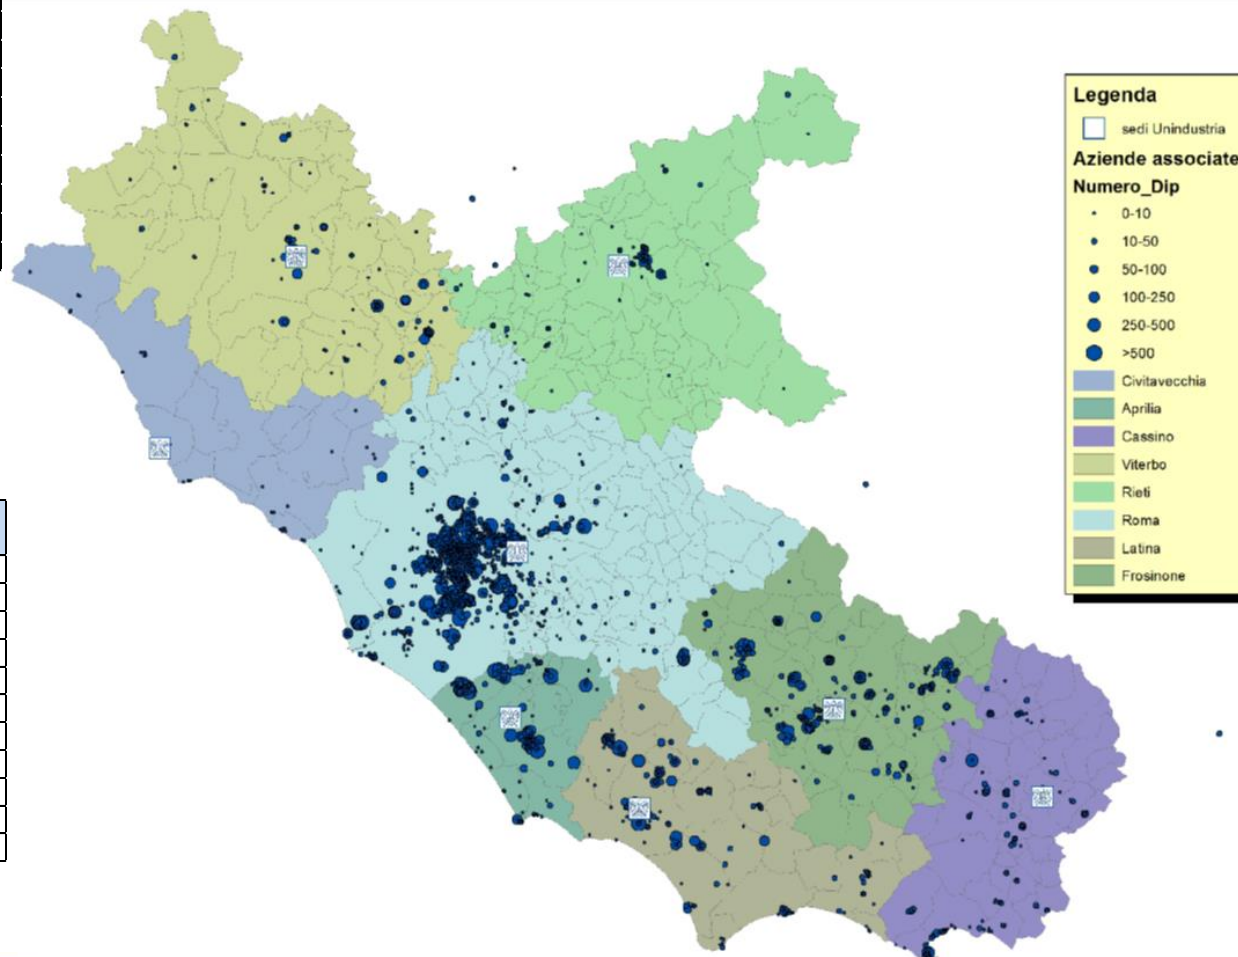 Legenda
sedi Unindustria
Aziende associate
Numero_Dip
0-10
10-50
50-100
100-250
250-500
>500
Civitavecchia
Aprilia
Cassino
Viterbo
Rieti
Roma
Latina
Frosinone